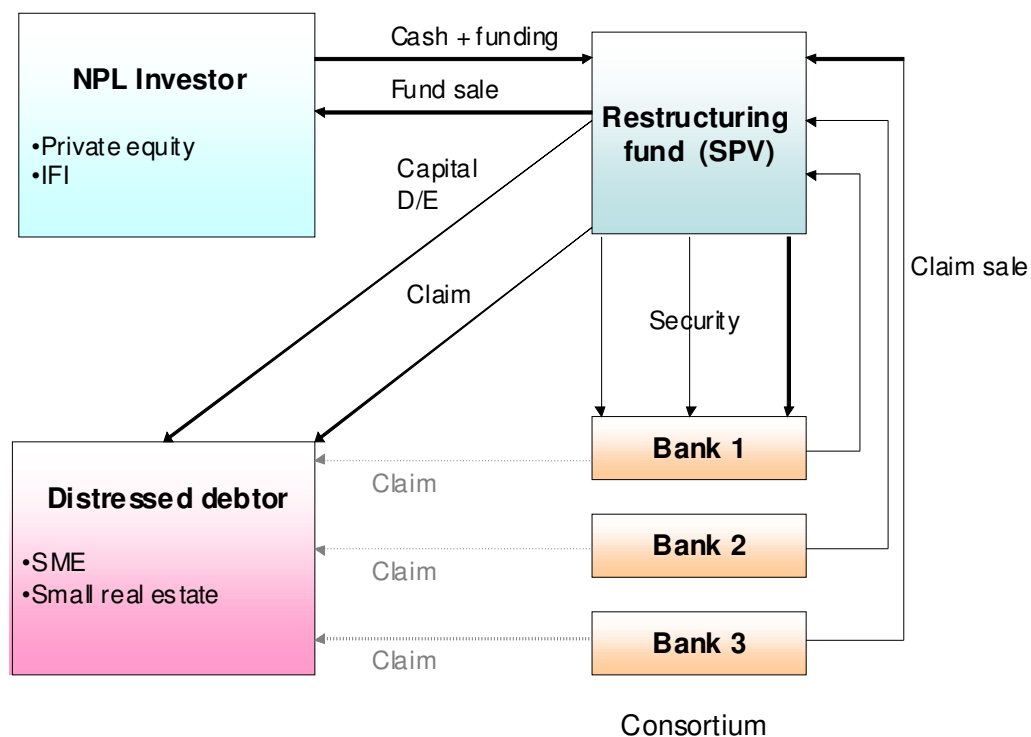 Cash + funding
NPL Investor
•Private equity
•IFI
Fund sale
Restructuring
fund (SPV)
Capital
D/E
Claim
Claim sale
Security
Distressed debtor
•SME
•Small real estate
Claim
Bank 1
Claim
Bank 2
Claim
Bank 3
Consortium